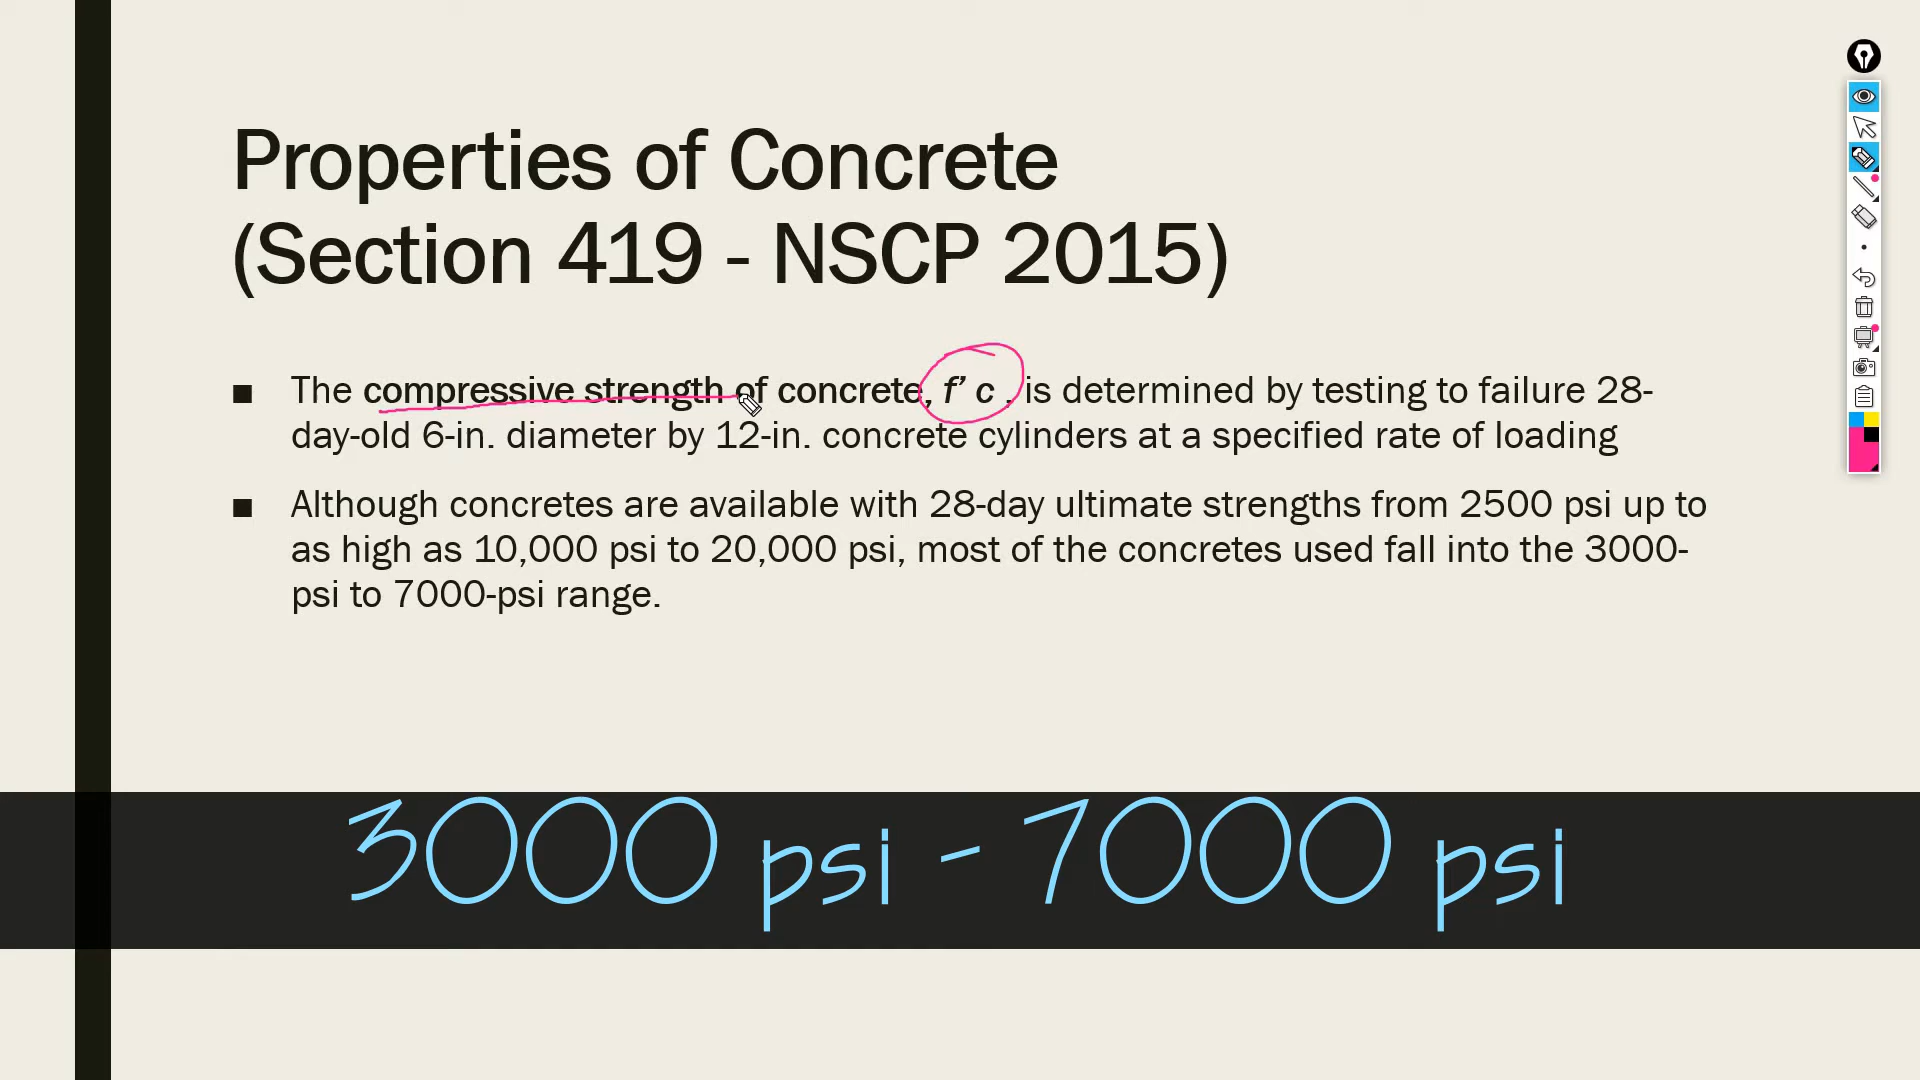 Properties of Concrete
(Section 419 - NSCP 2015)
■ The compressive strength of concrete, f’ c , is determined by testing to failure 28-
day-old 6-in. diameter by 12-in. concrete cylinders at a specified rate of loading
■ Although concretes are available with 28-day ultimate strengths from 2500 psi up to
as high as 10,000 psi to 20,000 psi, most of the concretes used fall into the 3000-
psi to 7000-psi range.
3000 psi - 7000 psi